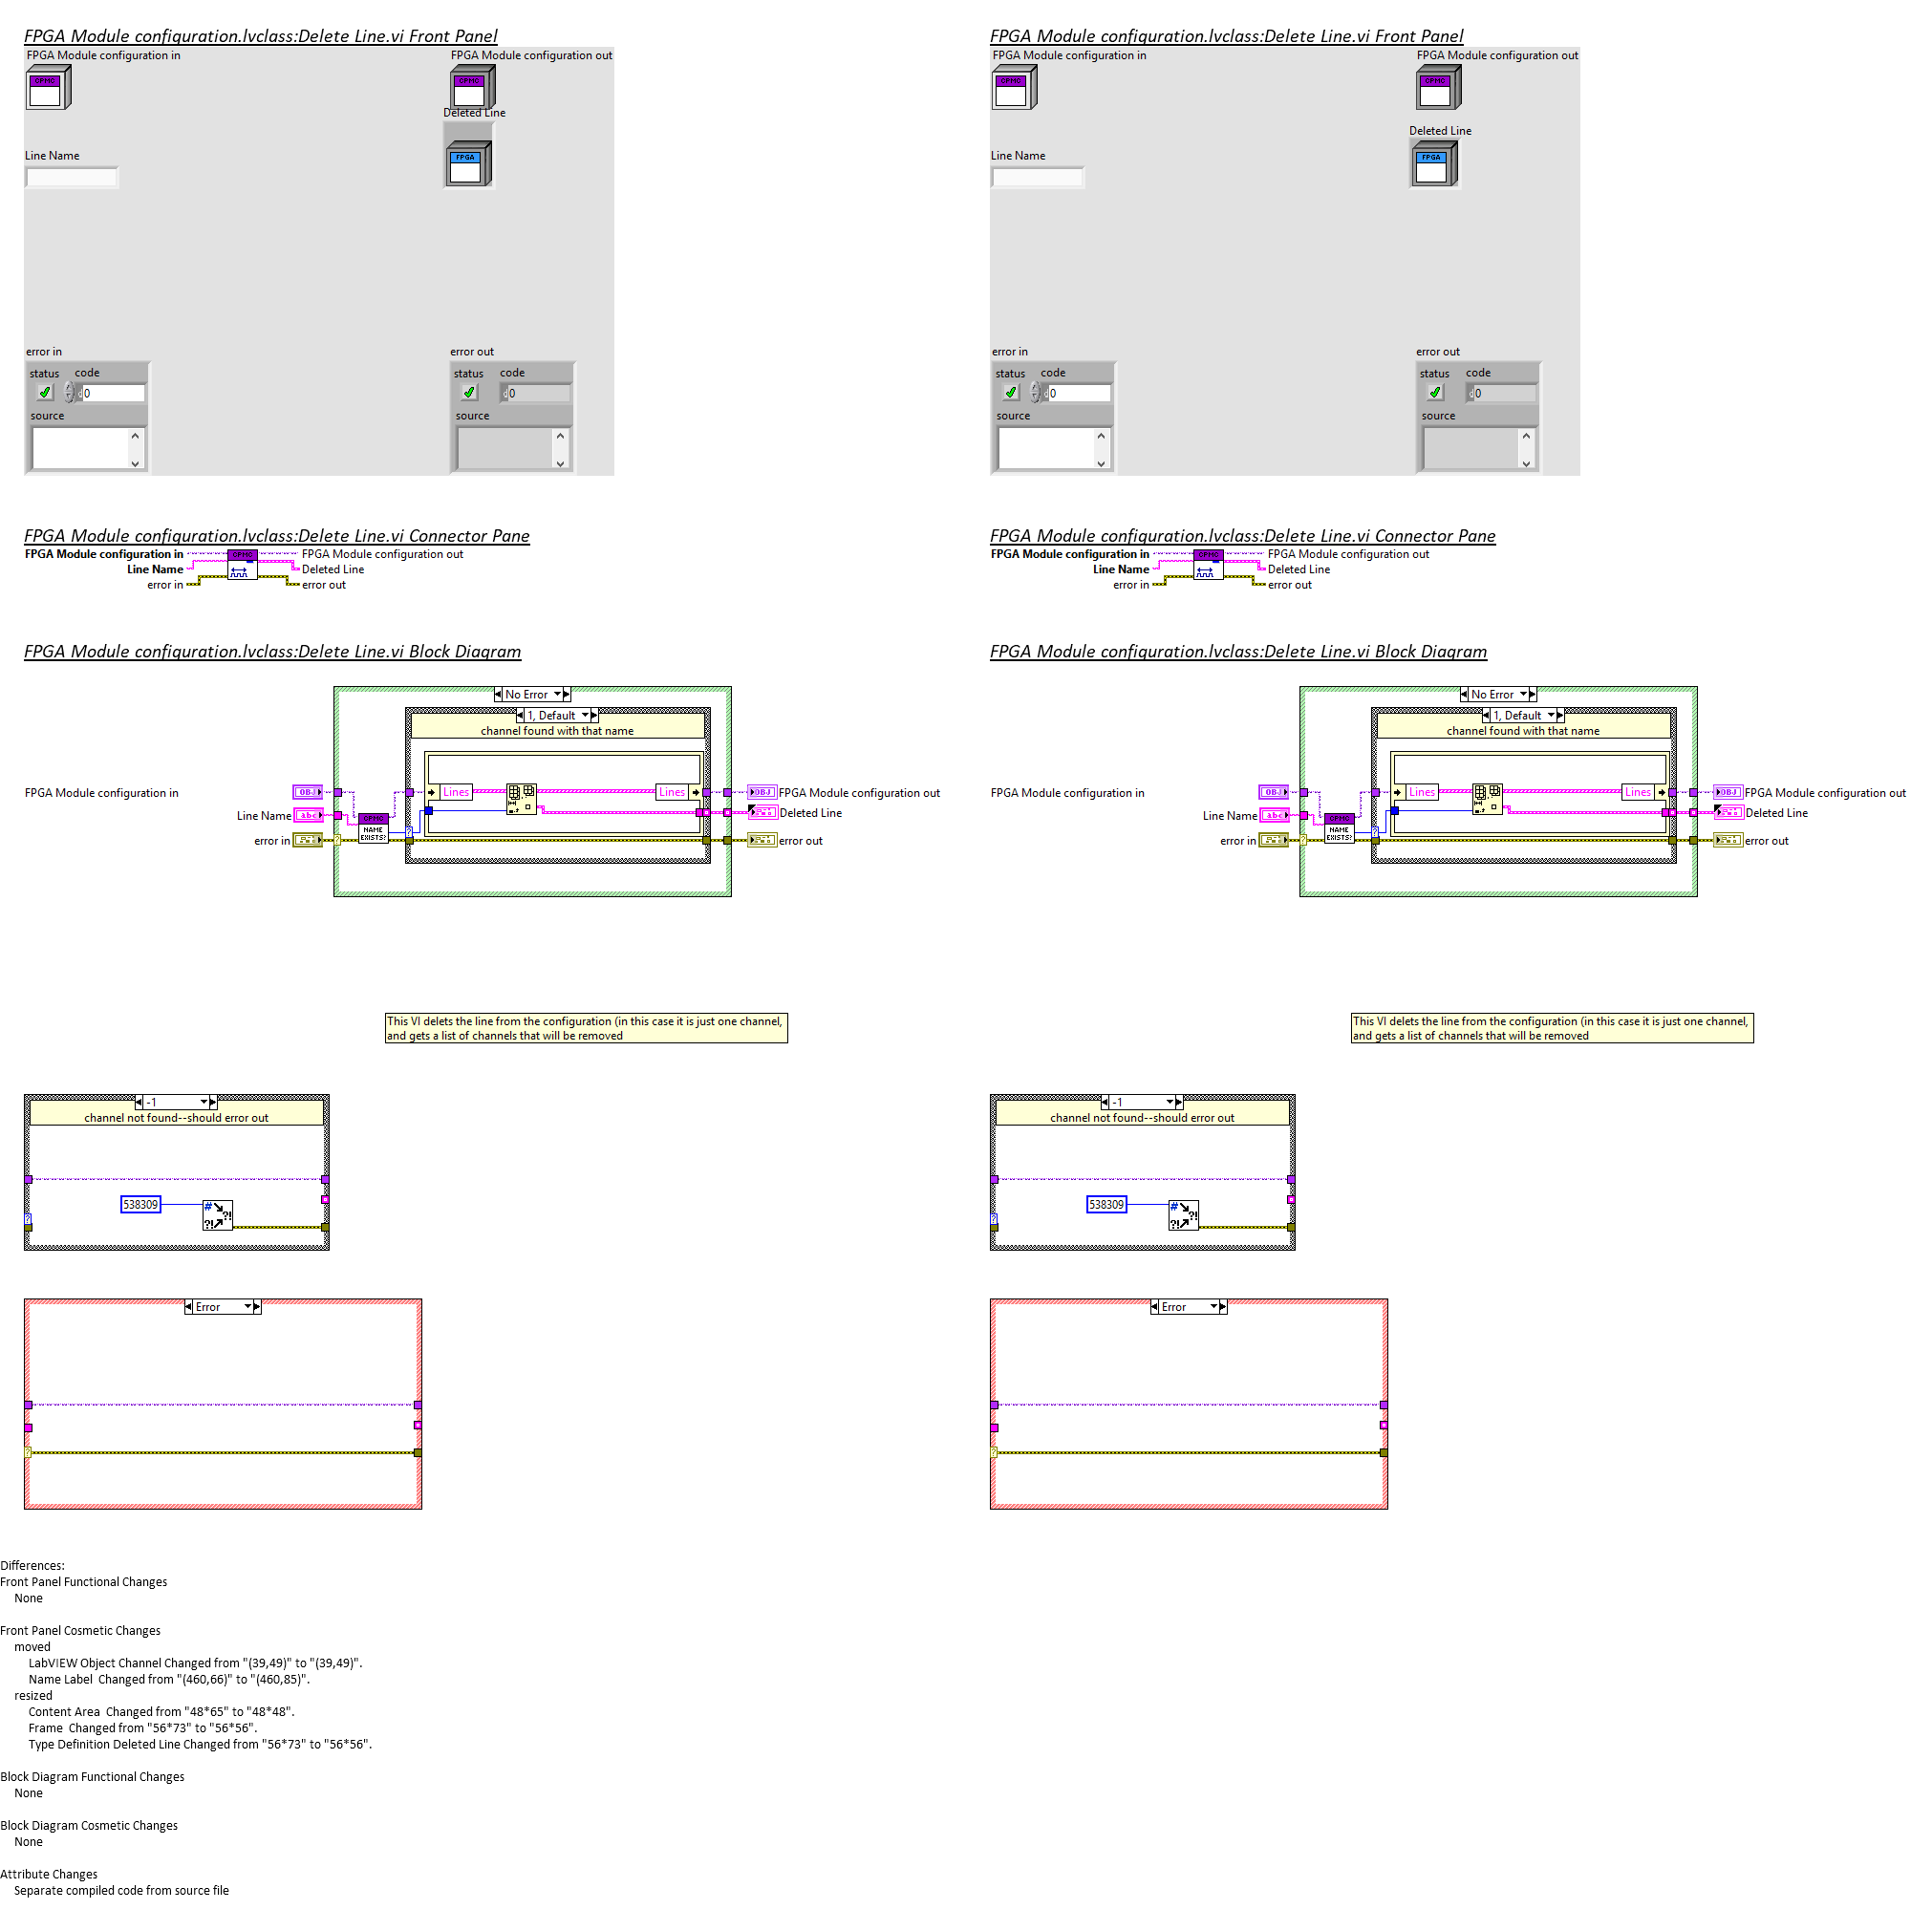 FPGA Module configuration.lvclass:Delete Line.vi Front Panel
FPGA Module configuration in
FPGA Module configuration out
CPMC
CPMC
Deleted Line
FPGA
Line Name
error in
status
code
0
source
error out
status
code
0
source
FPGA Module configuration.lvclass:Delete Line.vi Connector Pane
FPGA Module configuration in
CPMC
FPGA Module configuration out
Line Name
Deleted Line
error in
error out
FPGA Module configuration.lvclass:Delete Line.vi Block Diagram
No Error
1, Default
channel found with that name
FPGA Module configuration in
OBJ
Lines
Lines
OBJ
FPGA Module configuration out
Line Name
abc
CPMC
NAME
EXISTS?
Deleted Line
error in
error out
This VI delets the line from the configuration (in this case it is just one channel,
and gets a list of channels that will be removed
-1
channel not found--should error out
538309
Error
FPGA Module configuration.lvclass:Delete Line.vi Front Panel
FPGA Module configuration in
FPGA Module configuration out
CPMC
CPMC
Deleted Line
FPGA
Line Name
error in
status
code
0
source
error out
status
code
0
source
FPGA Module configuration.lvclass:Delete Line.vi Connector Pane
FPGA Module configuration in
CPMC
FPGA Module configuration out
Line Name
Deleted Line
error in
error out
FPGA Module configuration.lvclass:Delete Line.vi Block Diagram
No Error
1, Default
channel found with that name
FPGA Module configuration in
OBJ
Lines
Lines
OBJ
FPGA Module configuration out
Line Name
abc
CPMC
NAME
EXISTS?
Deleted Line
error in
error out
This VI delets the line from the configuration (in this case it is just one channel,
and gets a list of channels that will be removed
-1
channel not found--should error out
538309
Error
Differences:
Front Panel Functional Changes
None
Front Panel Cosmetic Changes
moved
LabVIEW Object Channel Changed from "(39,49)" to "(39,49)".
Name Label  Changed from "(460,66)" to "(460,85)".
resized
Content Area  Changed from "48*65" to "48*48".
Frame  Changed from "56*73" to "56*56".
Type Definition Deleted Line Changed from "56*73" to "56*56".
Block Diagram Functional Changes
None
Block Diagram Cosmetic Changes
None
Attribute Changes
Separate compiled code from source file